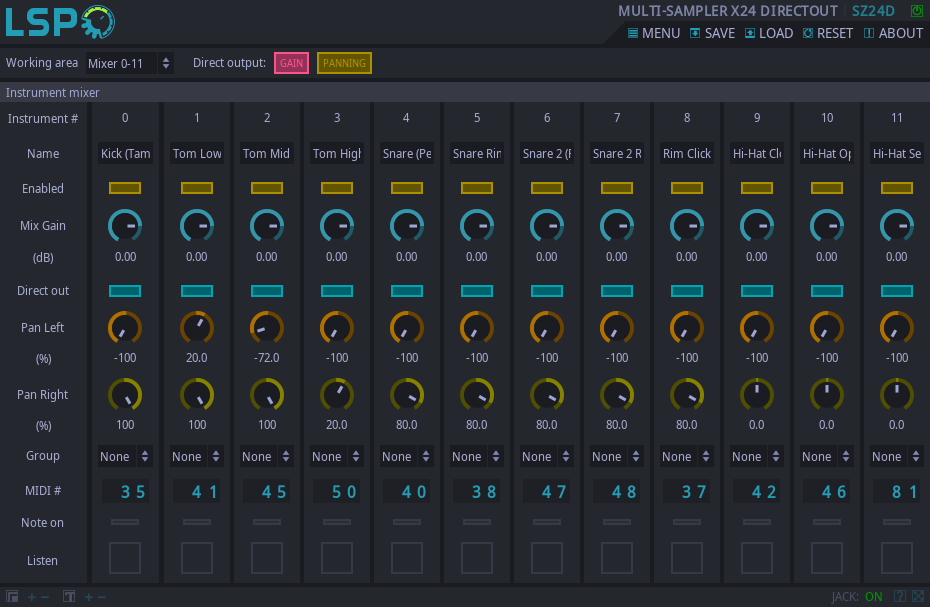 LSP MULTI-SAMPLER X24 DIRECTOUT SZ24D
MENU SAVE LOAD RESET ABOUT
Working area Mixer 0-11 Direct output: GAIN PANNING
Instrument mixer
Instrument # 0 1 2 3 4 5 6 7 8 9 10 11
Name Kick (Tam Tom Low Tom Mid Tom High Snare (Pe Snare Rin Snare 2 (F Snare 2 R Rim Click Hi-Hat Cl Hi-Hat Op Hi-Hat Se
Enabled
Mix Gain
(dB) 0.00 0.00 0.00 0.00 0.00 0.00 0.00 0.00 0.00 0.00 0.00 0.00
Direct out
Pan Left
(%) -100 20.0 -72.0 -100 -100 -100 -100 -100 -100 -100 -100 -100
Pan Right
(%) 100 100 100 20.0 80.0 80.0 80.0 80.0 80.0 0.0 0.0 0.0
Group None None None None None None None None None None None None
MIDI # 35 41 45 50 40 38 47 48 37 42 46 81
Note on
Listen
+ − T + − JACK: ON ?